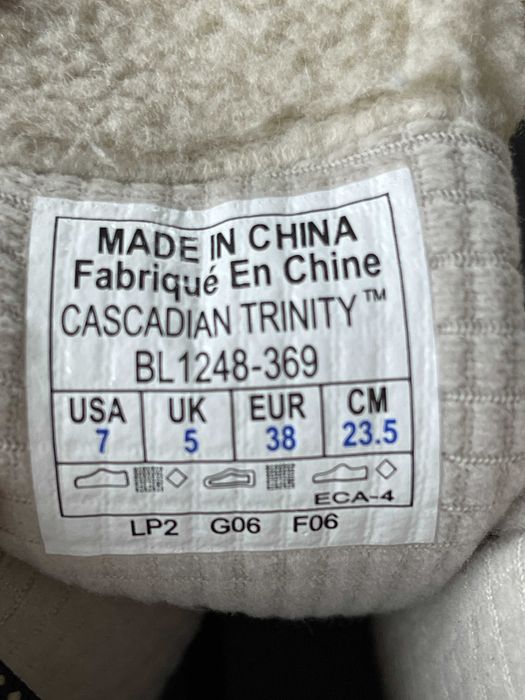 MADE IN CHINA
Fabriqué En Chine
CASCADIAN TRINITY™
BL1248-369
USA UK EUR CM
7 5 38 23.5
ECA-4
LP2 G06 F06